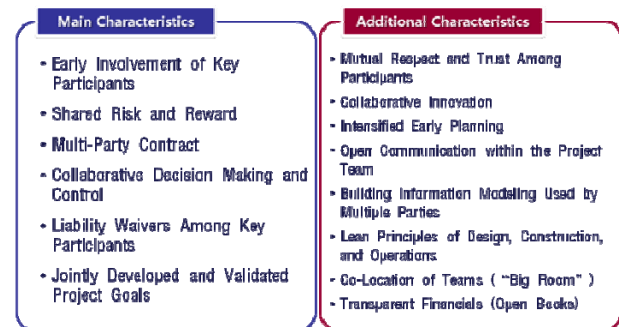 Main Characteristics
• Early Involvement of Key
Participants
• Shared Risk and Reward
• Multi-Party Contract
• Collaborative Decision Making and
Control
• Liability Waivers Among Key
Participants
• Jointly Developed and Validated
Project Goals
Additional Characteristics
• Mutual Respect and Trust Among
Participants
• Collaborative Innovation
• Intensified Early Planning
• Open Communication within the Project
Team
• Building Information Modeling Used by
Multiple Parties
• Lean Principles of Design, Construction,
and Operations
• Co-Location of Teams ( “Big Room” )
• Transparent Financials (Open Books)